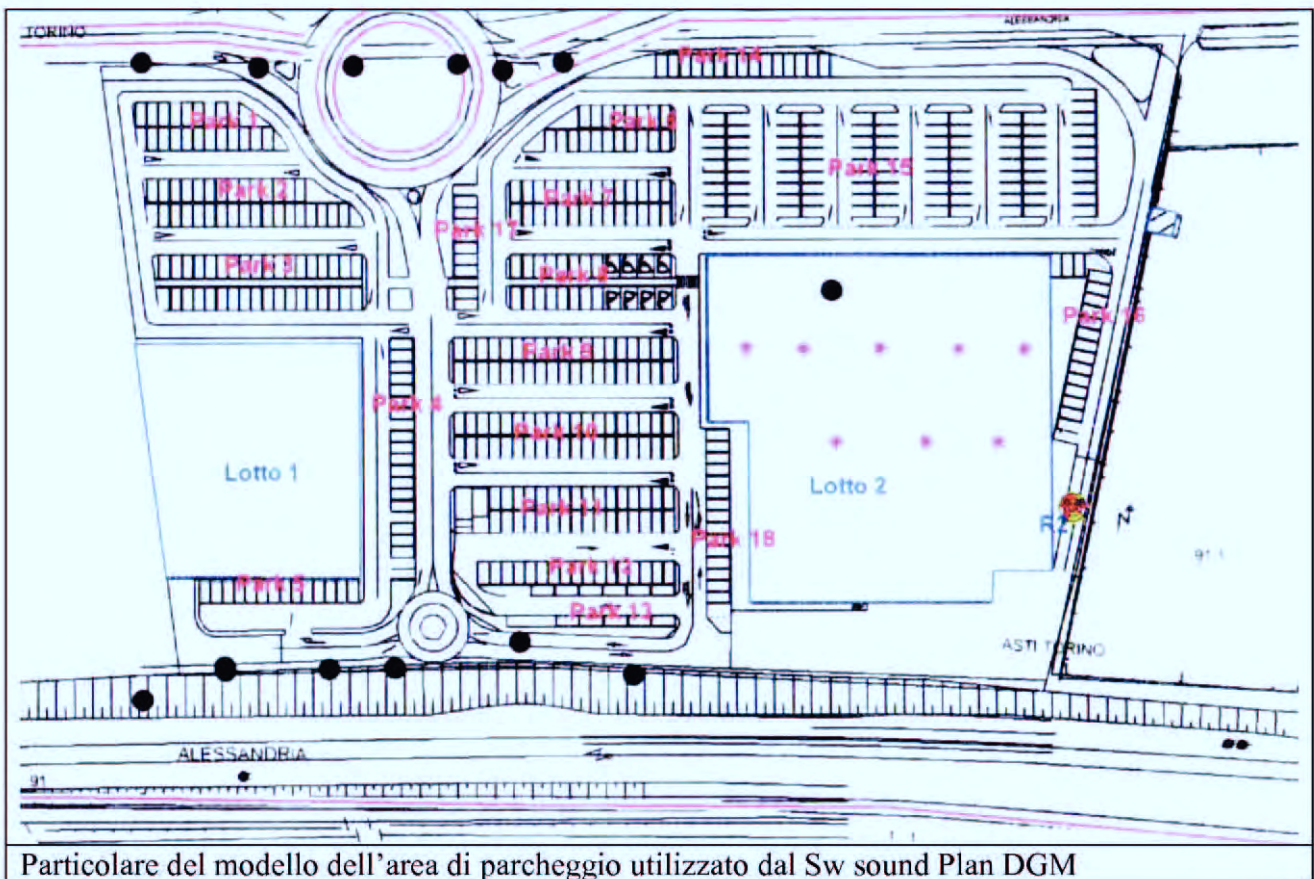 TORINO
ALESSANDRIA
Park 14
Park 1
Park 6
Park 15
Park 2
Park 7
Park 17
Park 3
Park 8
Park 16
Park 9
Park 4
Park 10
Lotto 1
Lotto 2
Park 11
R2
N
Park 18
Park 12
Park 5
Park 13
ASTI TORINO
ALESSANDRIA
91
Particolare del modello dell'area di parcheggio utilizzato dal Sw sound Plan DGM